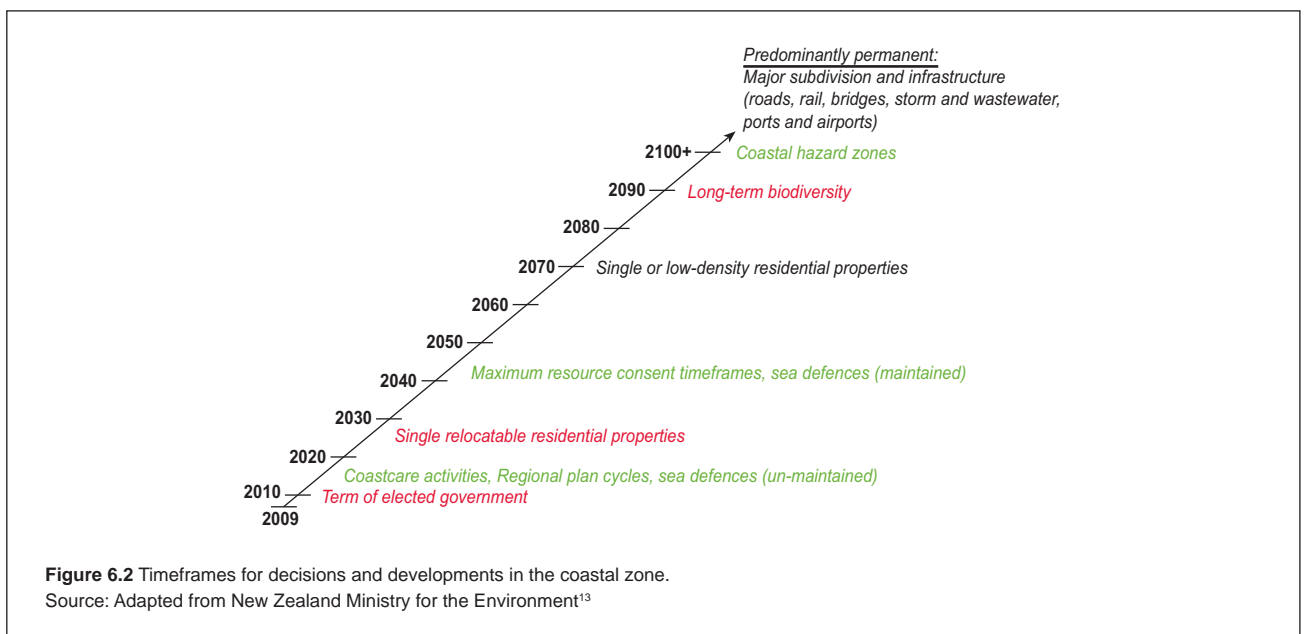 Predominantly permanent:
Major subdivision and infrastructure
(roads, rail, bridges, storm and wastewater,
ports and airports)
2100+ Coastal hazard zones
2090 Long-term biodiversity
2080
2070 Single or low-density residential properties
2060
2050
Maximum resource consent timeframes, sea defences (maintained)
2040
2030
Single relocatable residential properties
2020
Coastcare activities, Regional plan cycles, sea defences (un-maintained)
2010 Term of elected government
2009
Figure 6.2 Timeframes for decisions and developments in the coastal zone.
Source: Adapted from New Zealand Ministry for the Environment¹³